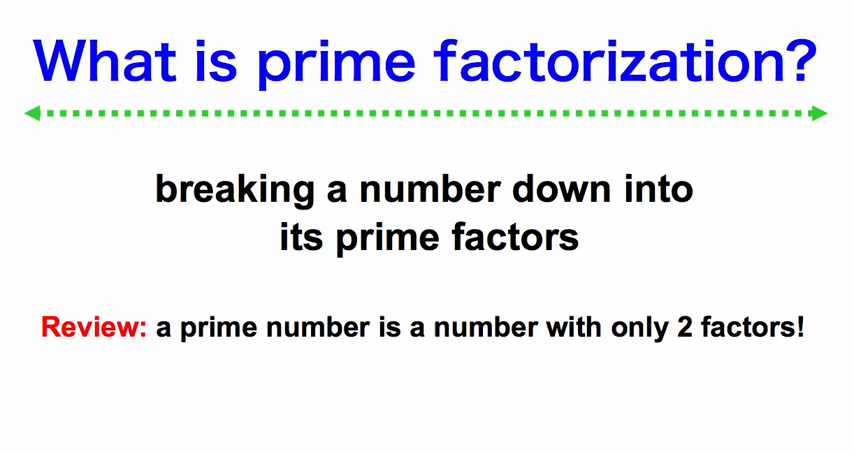 What is prime factorization?
breaking a number down into
its prime factors
Review: a prime number is a number with only 2 factors!